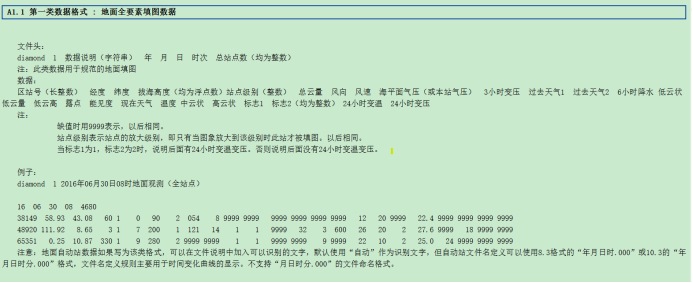 A1.1 第一类数据格式 : 地面全要素填图数据
文件头:
diamond 1 数据说明（字符串） 年 月 日 时次 总站点数（均为整数）
注: 此类数据用于规范的地面填图
数据:
区站号（长整数） 经度 纬度 拔海高度（均为浮点数）站点级别（整数） 总云量 风向 风速 海平面气压（或本站气压） 3小时变压 过去天气1 过去天气2 6小时降水 低云状
低云量 低云高 露点 能见度 现在天气 温度 中云状 高云状 标志1 标志2（均为整数） 24小时变温 24小时变压
注:
缺值时用9999表示，以后相同。
站点级别表示站点的放大级别，即只有当图象放大到该级别时此站才被填图。以后相同。
当标志1为1，标志2为2时，说明后面有24小时变温变压。否则说明后面没有24小时变温变压。
例子:
diamond 1 2016年06月30日08时地面观测（全站点）
16 06 30 08 4680
38149 58.93 43.08 60 1 0 90 2 054 8 9999 9999 9999 9999 9999 9999 12 20 9999 22.4 9999 9999 9999 9999
48920 111.92 8.65 3 1 7 200 1 121 14 1 1 9999 32 3 600 26 20 2 27.6 9999 18 9999 9999
65351 0.25 10.87 330 1 9 280 2 9999 9999 1 1 9999 9999 9 9999 22 10 2 25.0 24 9999 9999 9999
注意: 地面自动站数据如果写为该类格式，可以在文件说明中加入可以识别的文字，默认使用“自动”作为识别文字，但自动站文件名定义可以使用8.3格式的“年月日时.000”或10.3的“年
月日时分.000”格式。文件名定义规则主要用于时间变化曲线的显示。不支持“月日时分.000”的文件命名格式。